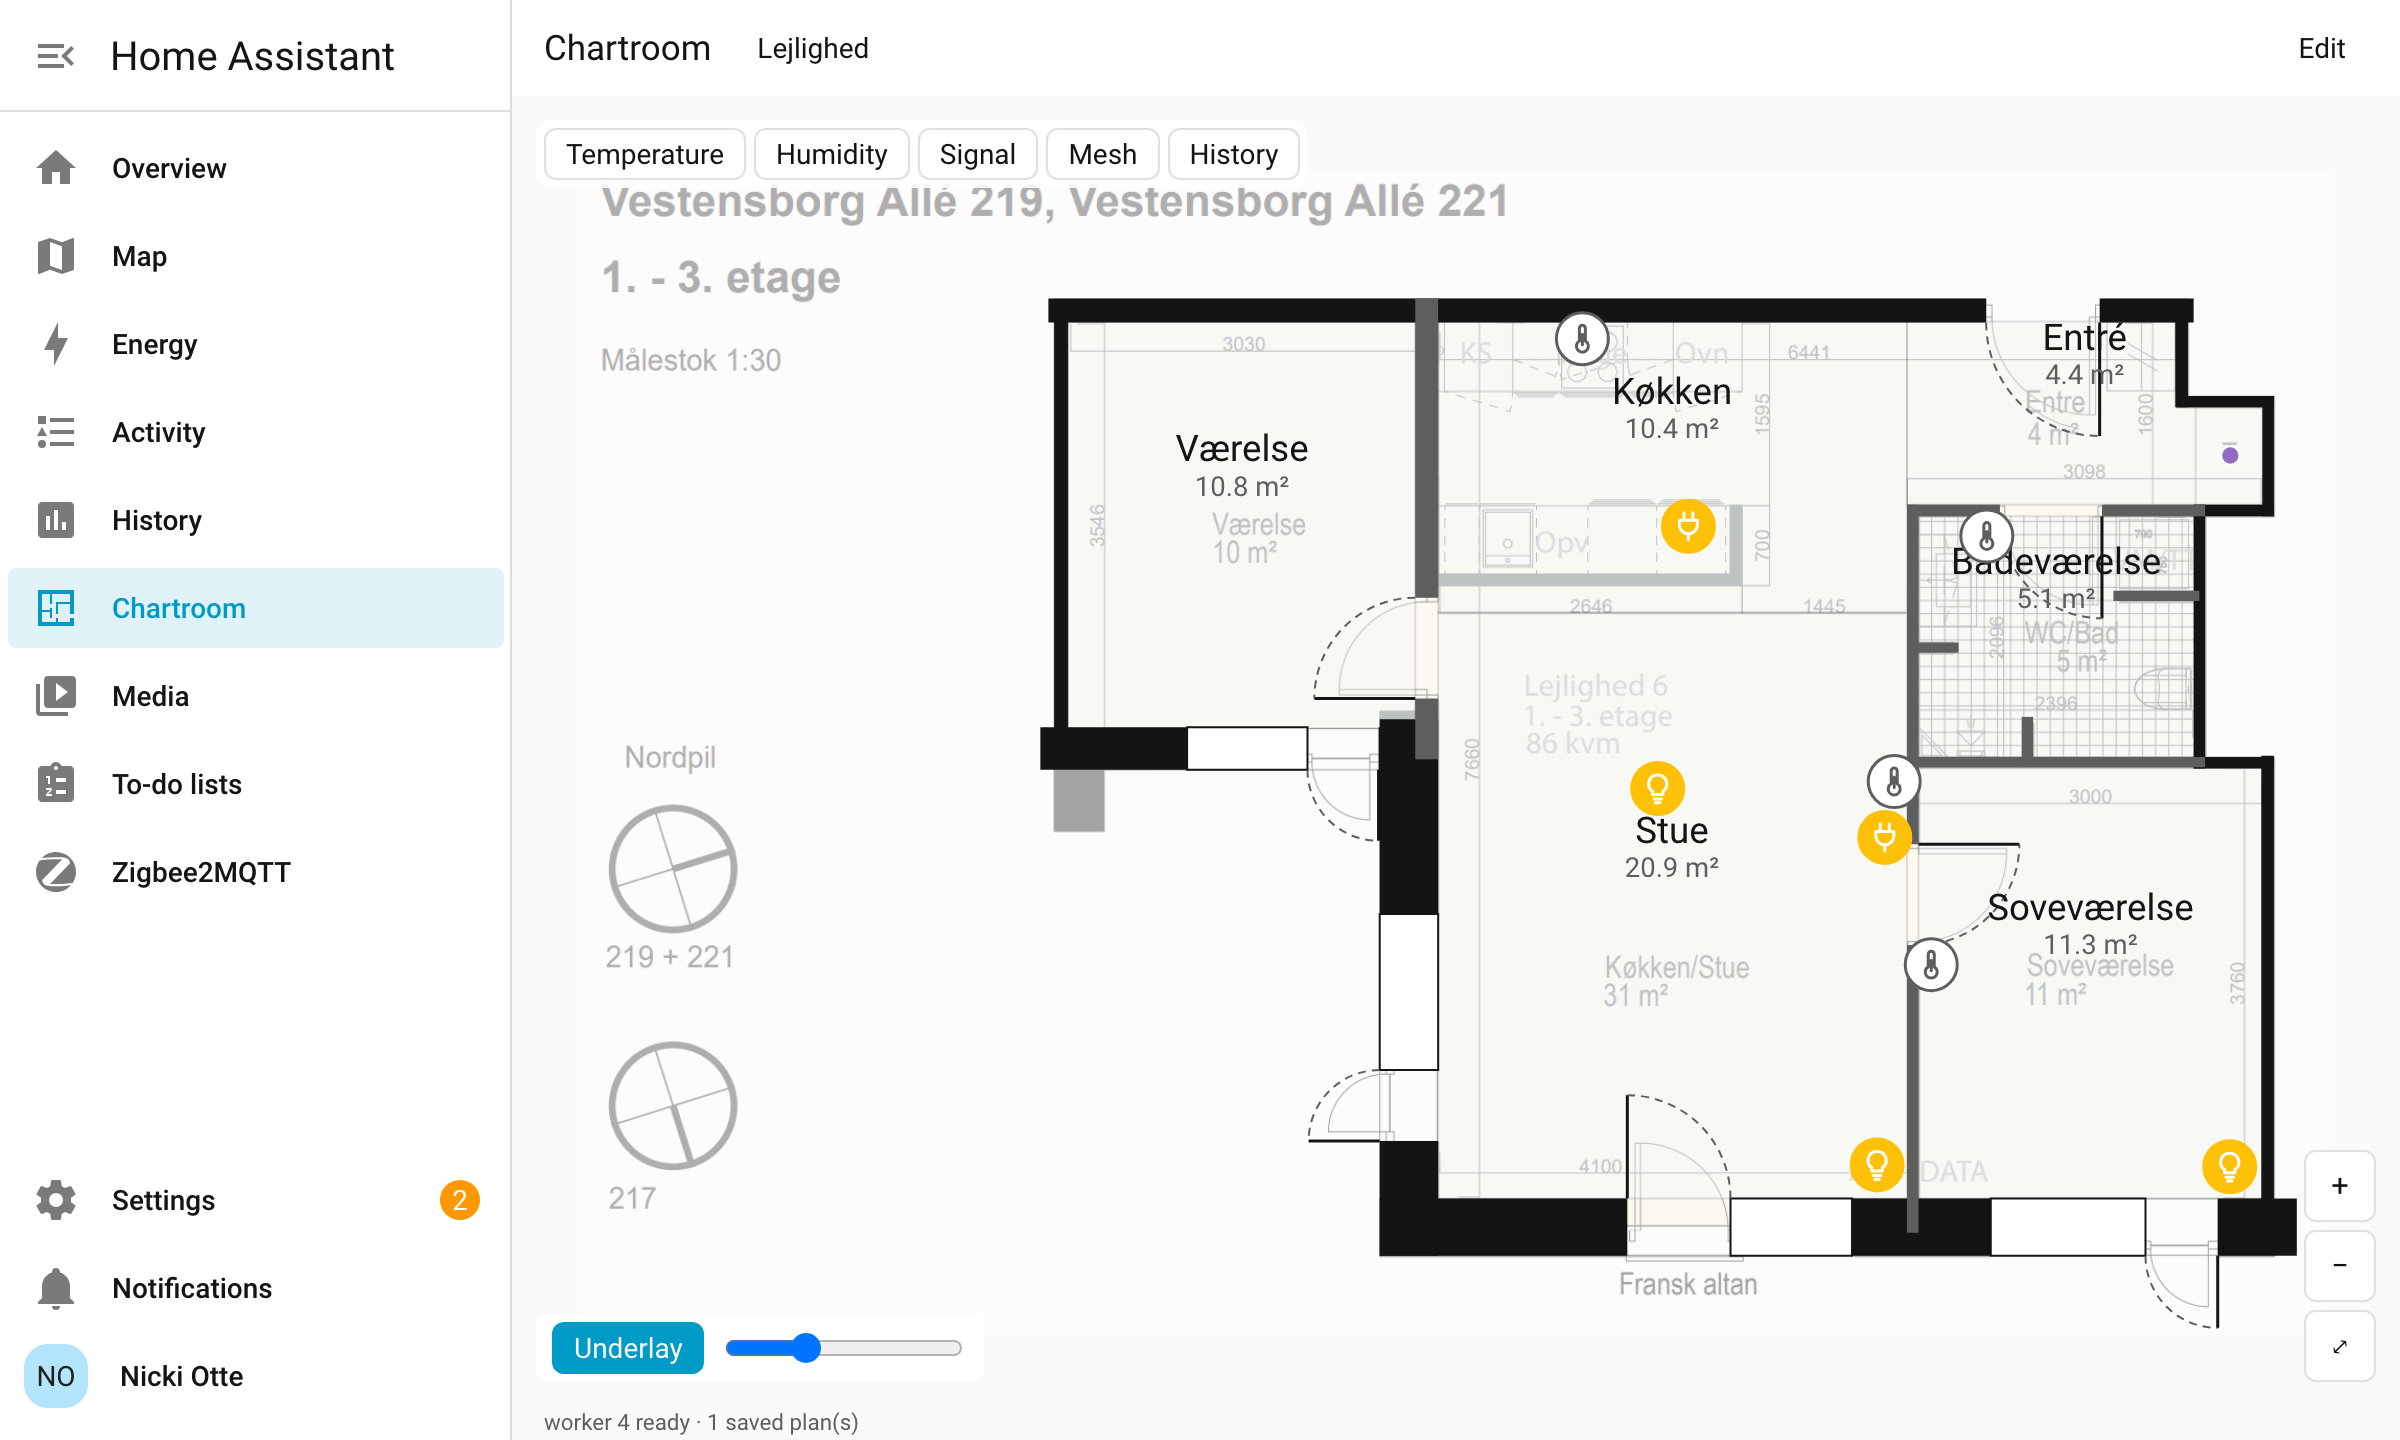 Home Assistant
Chartroom
Lejlighed
Edit
Overview
Map
Energy
Activity
History
Chartroom
Media
To-do lists
Zigbee2MQTT
Settings
2
Notifications
NO
Nicki Otte
Temperature
Humidity
Signal
Mesh
History
Vestensborg Allé 219, Vestensborg Allé 221
1. - 3. etage
Målestok 1:30
Nordpil
219 + 221
217
3030
Værelse
10.8 m²
Værelse
10 m²
3546
KS
Ovn
6441
Køkken
10.4 m²
1595
Opv
700
2646
1445
Entré
4.4 m²
Entre
4 m²
1600
3098
700
Badeværelse
5.1 m²
WC/Bad
5 m²
2096
2396
Lejlighed 6
1. - 3. etage
86 kvm
7660
Stue
20.9 m²
Køkken/Stue
31 m²
4100
3000
Soveværelse
11.3 m²
Soveværelse
11 m²
3760
DATA
Fransk altan
+
−
Underlay
worker 4 ready · 1 saved plan(s)